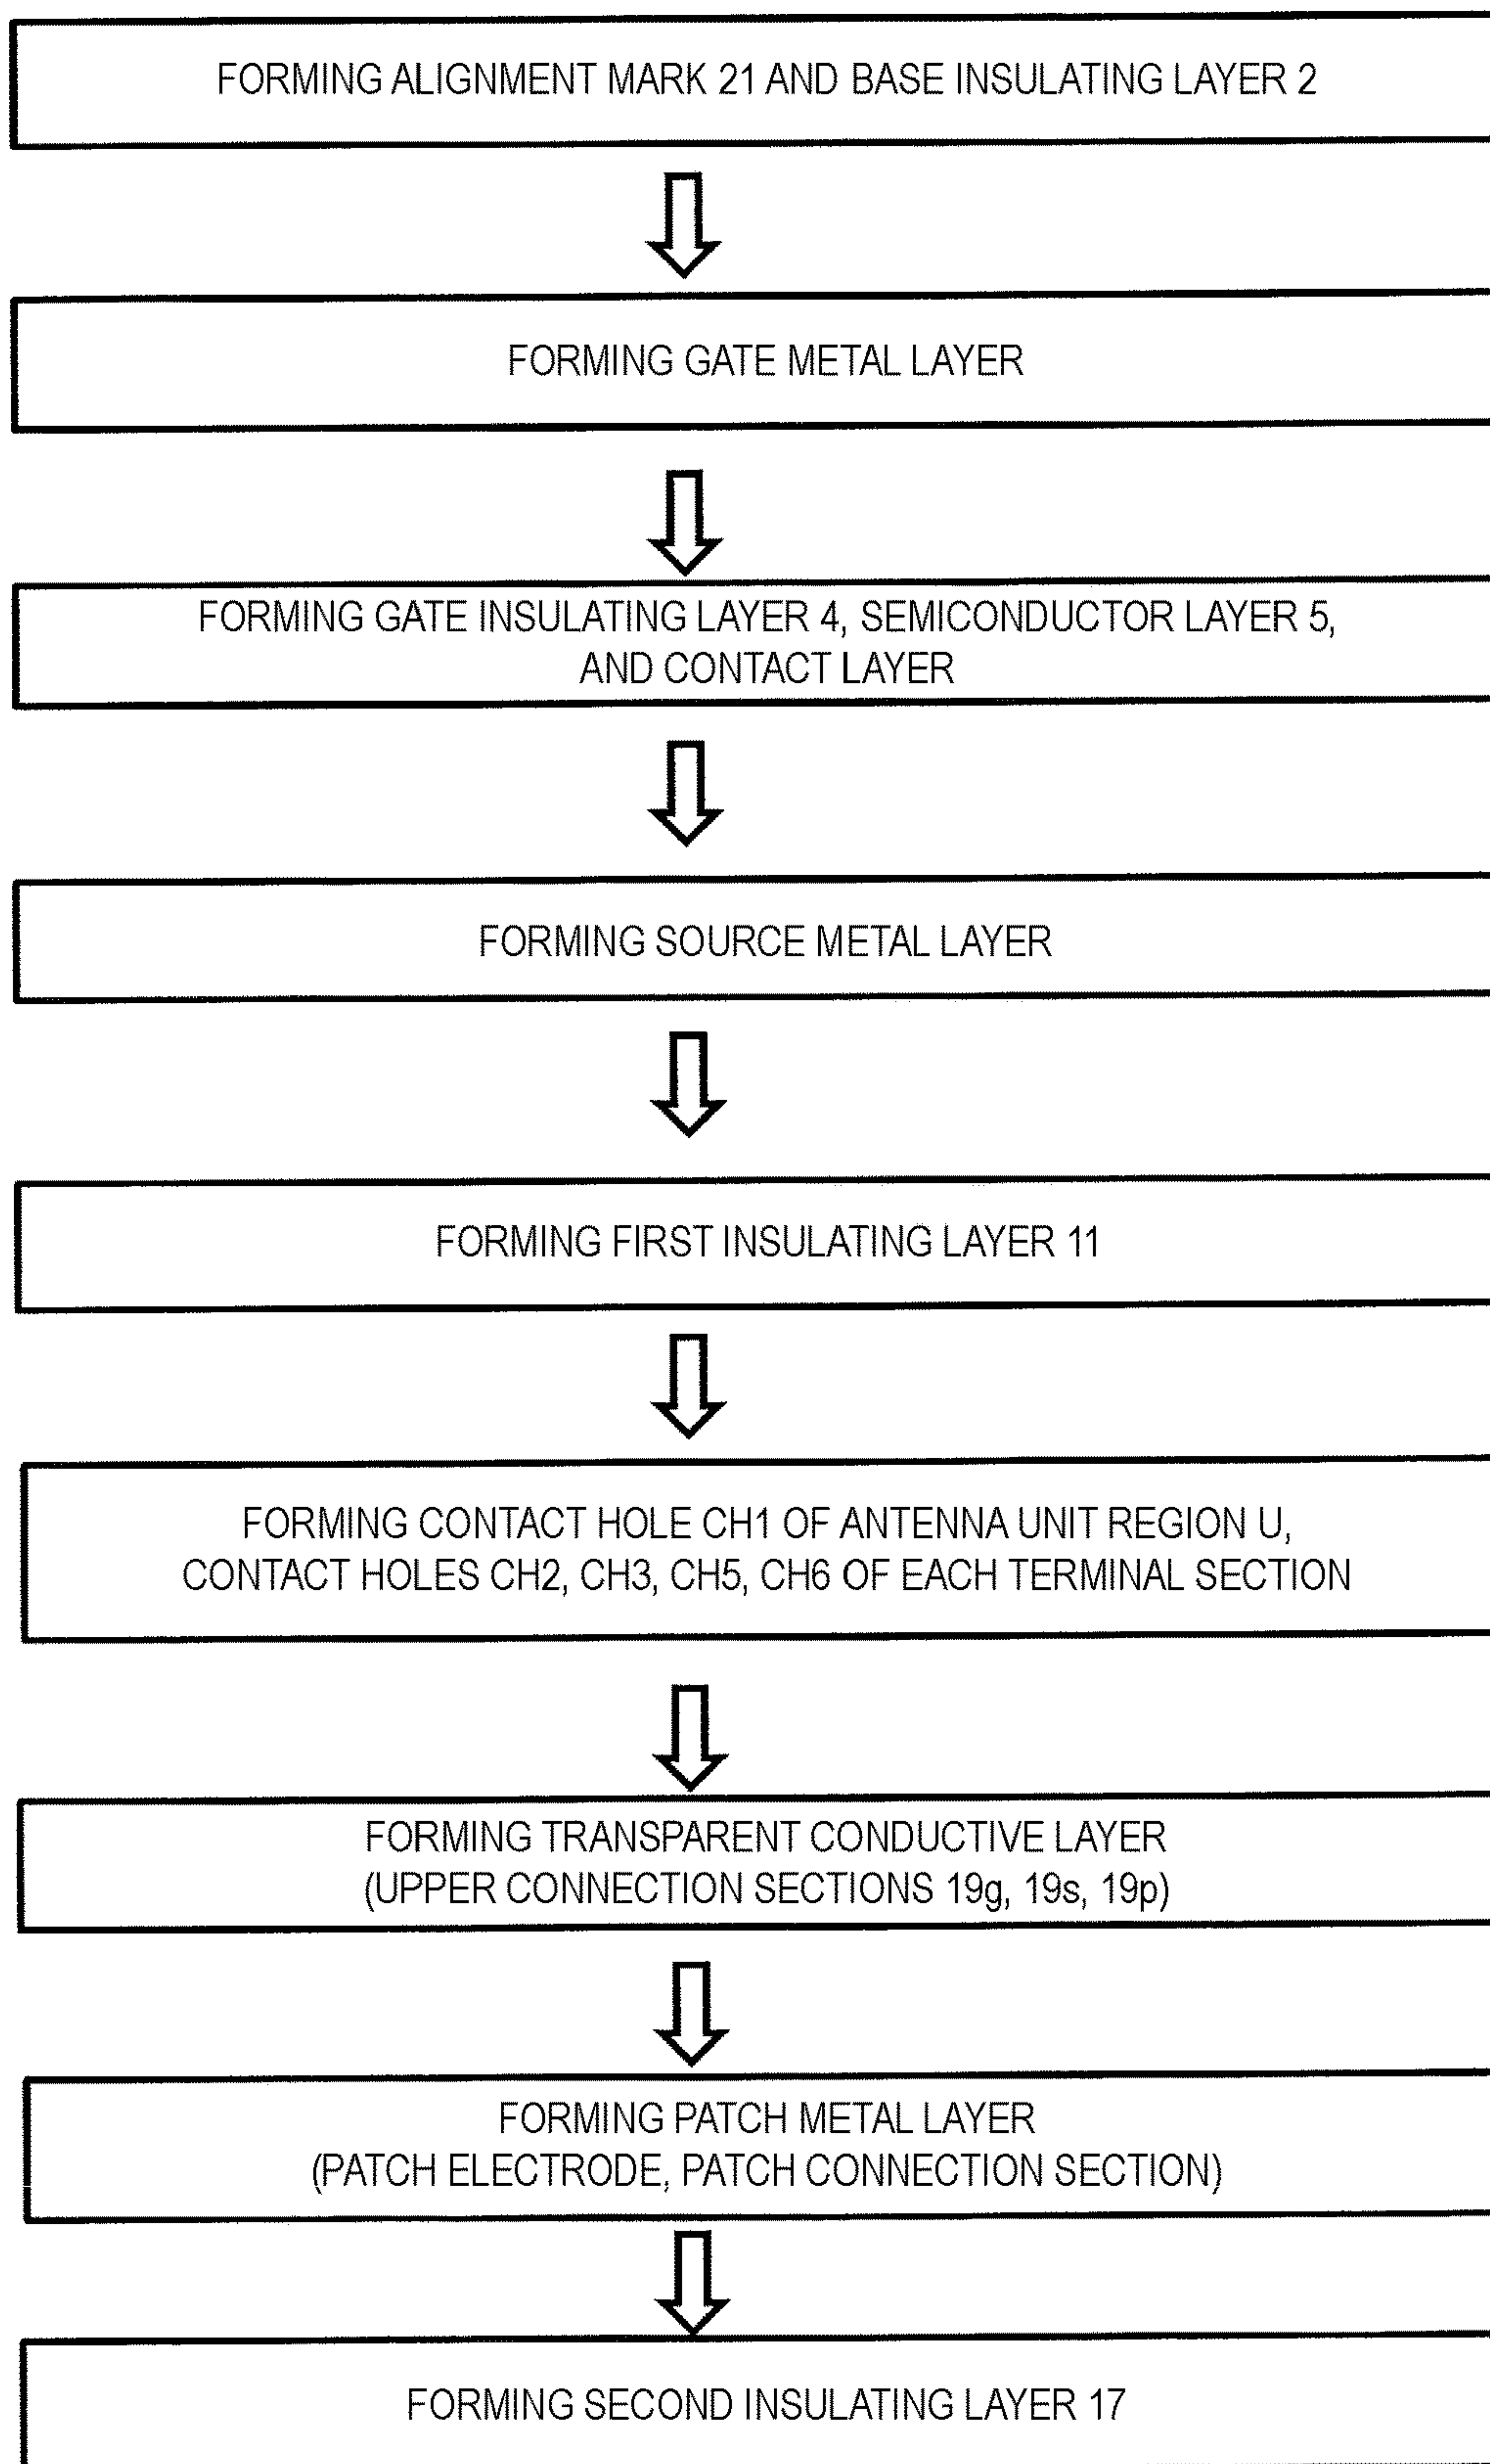 FORMING ALIGNMENT MARK 21 AND BASE INSULATING LAYER 2
FORMING GATE METAL LAYER
FORMING GATE INSULATING LAYER 4, SEMICONDUCTOR LAYER 5,
AND CONTACT LAYER
FORMING SOURCE METAL LAYER
FORMING FIRST INSULATING LAYER 11
FORMING CONTACT HOLE CH1 OF ANTENNA UNIT REGION U,
CONTACT HOLES CH2, CH3, CH5, CH6 OF EACH TERMINAL SECTION
FORMING TRANSPARENT CONDUCTIVE LAYER
(UPPER CONNECTION SECTIONS 19g, 19s, 19p)
FORMING PATCH METAL LAYER
(PATCH ELECTRODE, PATCH CONNECTION SECTION)
FORMING SECOND INSULATING LAYER 17